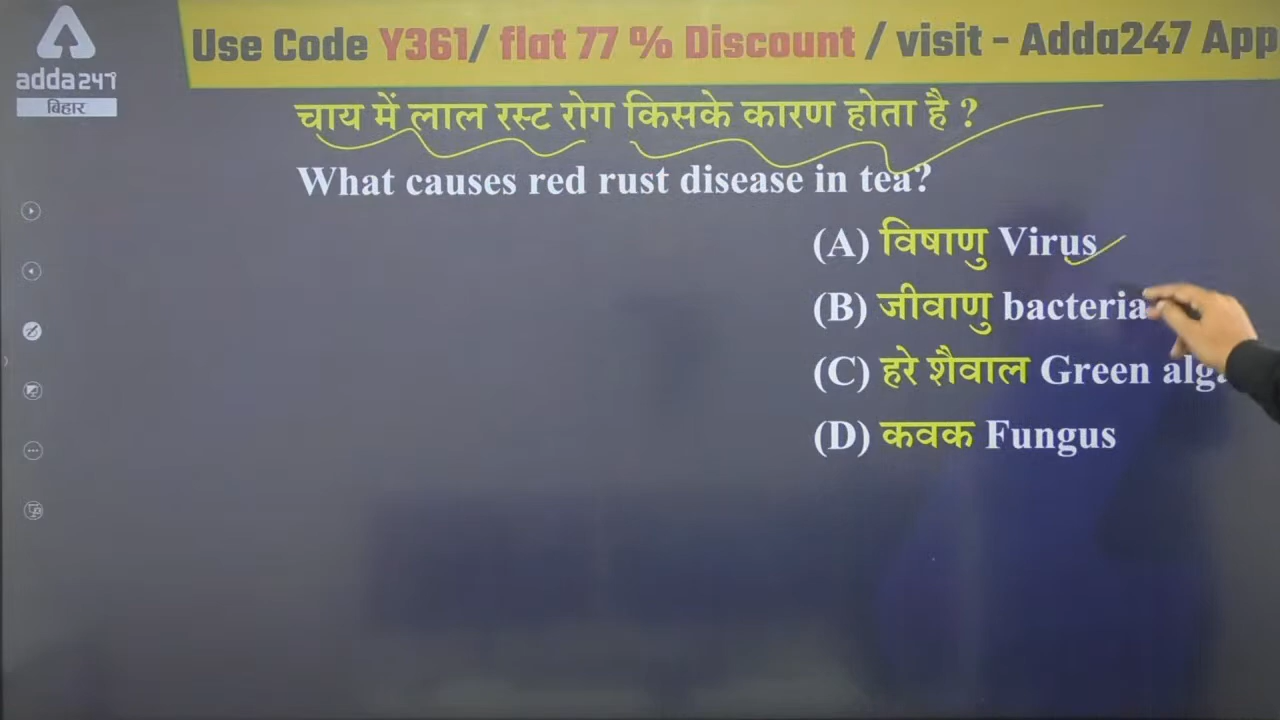 Use Code Y361/ flat 77 % Discount / visit - Adda247 App
adda247
बिहार
चाय में लाल रस्ट रोग किसके कारण होता है ?
What causes red rust disease in tea?
(A) विषाणु Virus
(B) जीवाणु bacteria
(C) हरे शैवाल Green
(D) कवक Fungus